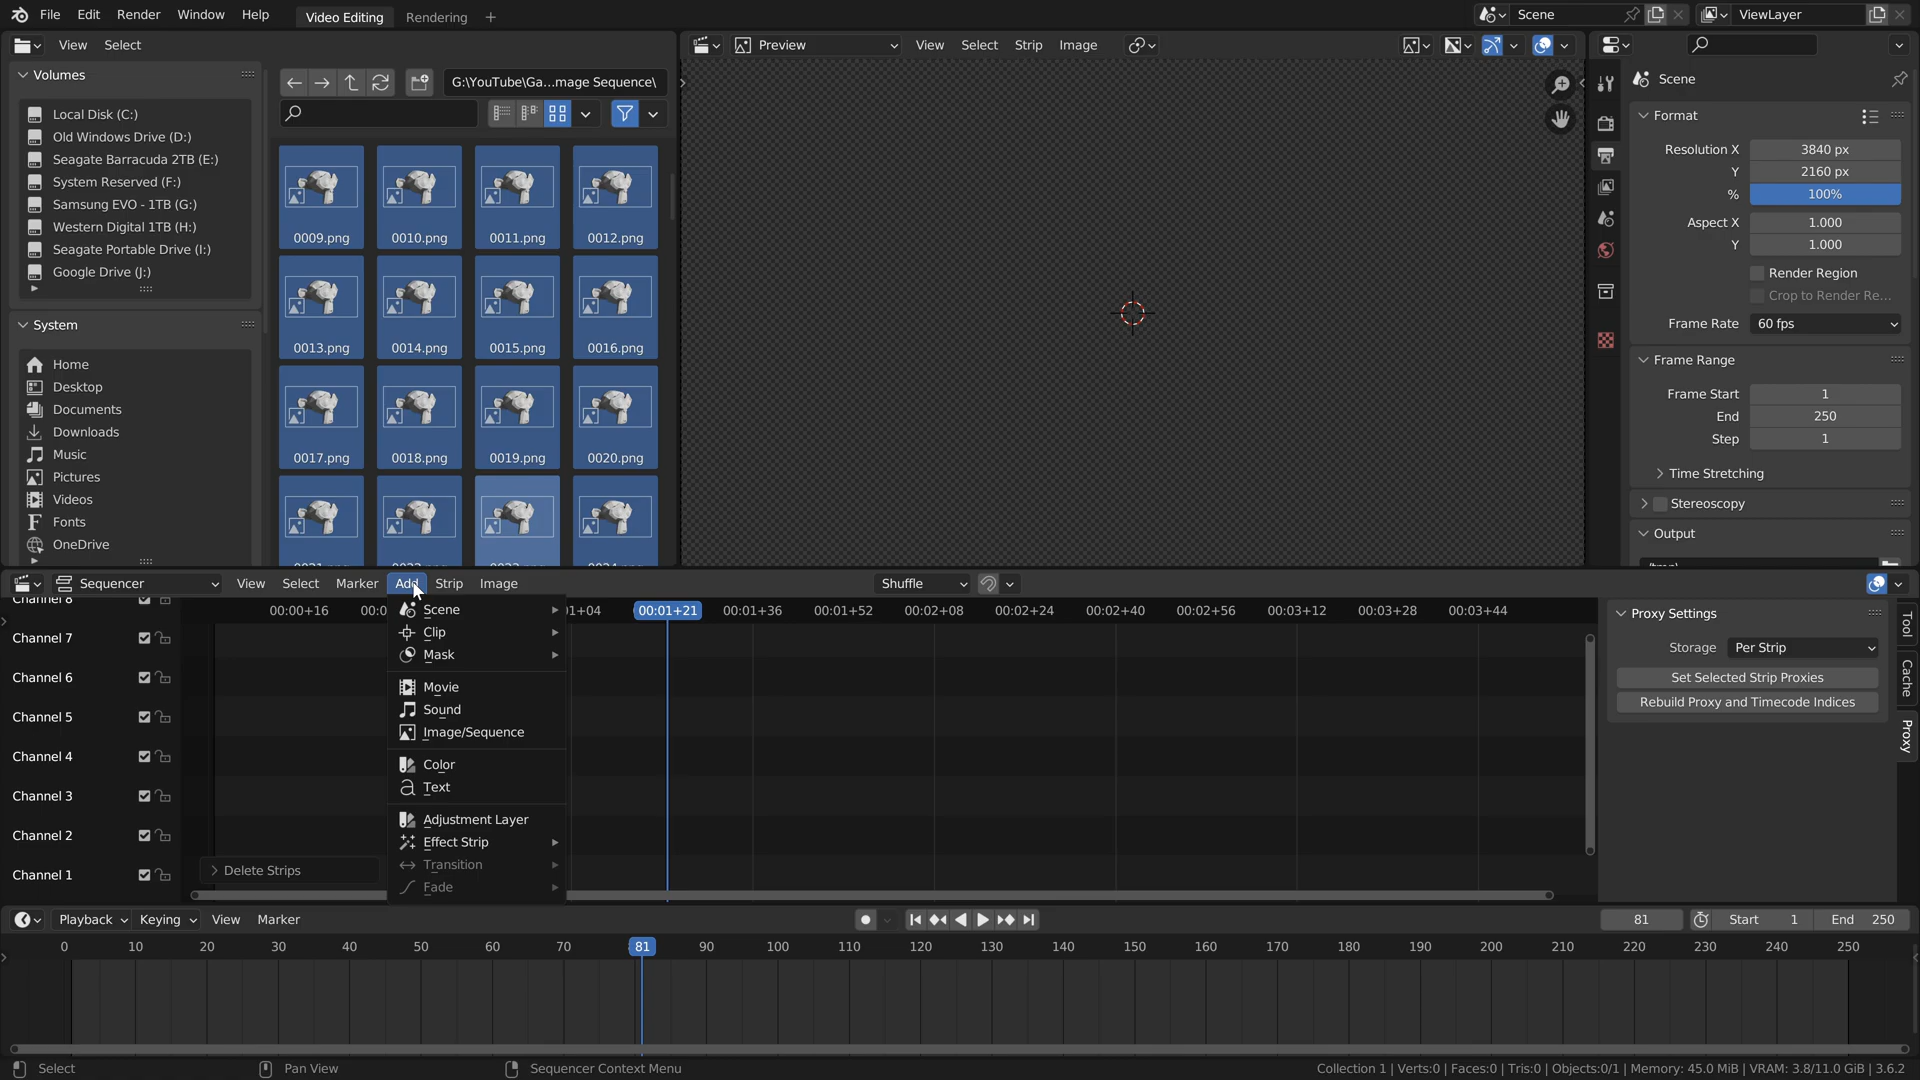 File Edit Render Window Help Video Editing Rendering + Scene ViewLayer
View Select
Volumes
Local Disk (C:)
Old Windows Drive (D:)
Seagate Barracuda 2TB (E:)
System Reserved (F:)
Samsung EVO - 1TB (G:)
Western Digital 1TB (H:)
Seagate Portable Drive (I:)
Google Drive (J:)
System
Home
Desktop
Documents
Downloads
Music
Pictures
Videos
Fonts
OneDrive
G:\YouTube\Ga...mage Sequence\
0009.png 0010.png 0011.png 0012.png
0013.png 0014.png 0015.png 0016.png
0017.png 0018.png 0019.png 0020.png
Preview View Select Strip Image
Scene
Format
Resolution X 3840 px
Y 2160 px
% 100%
Aspect X 1.000
Y 1.000
Render Region
Crop to Render Re...
Frame Rate 60 fps
Frame Range
Frame Start 1
End 250
Step 1
Time Stretching
Stereoscopy
Output
Sequencer View Select Marker Add Strip Image Shuffle
00:00+16 00:0 1+04 00:01+21 00:01+36 00:01+52 00:02+08 00:02+24 00:02+40 00:02+56 00:03+12 00:03+28 00:03+44
Channel 8
Channel 7
Channel 6
Channel 5
Channel 4
Channel 3
Channel 2
Channel 1
Delete Strips
Scene
Clip
Mask
Movie
Sound
Image/Sequence
Color
Text
Adjustment Layer
Effect Strip
Transition
Fade
Proxy Settings
Storage Per Strip
Set Selected Strip Proxies
Rebuild Proxy and Timecode Indices
Tool
Cache
Proxy
Playback Keying View Marker 81 Start 1 End 250
0 10 20 30 40 50 60 70 81 90 100 110 120 130 140 150 160 170 180 190 200 210 220 230 240 250
Select Pan View Sequencer Context Menu Collection 1 | Verts:0 | Faces:0 | Tris:0 | Objects:0/1 | Memory: 45.0 MiB | VRAM: 3.8/11.0 GiB | 3.6.2